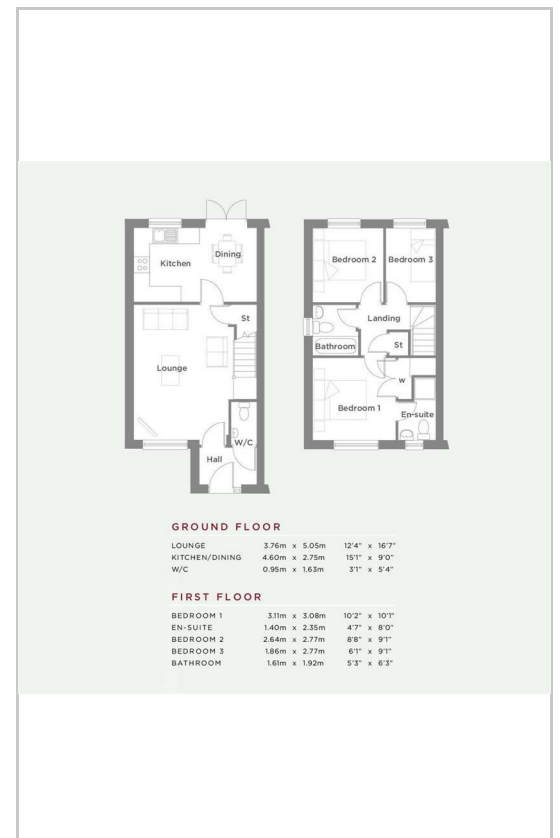 Kitchen
Dining
St
Lounge
W/C
Hall
Bedroom 2
Bedroom 3
Landing
Bathroom
St
W
Bedroom 1
En-suite
GROUND FLOOR
LOUNGE 3.76m x 5.05m 12'4" x 16'7"
KITCHEN/DINING 4.60m x 2.75m 15'1" x 9'0"
W/C 0.95m x 1.63m 3'1" x 5'4"
FIRST FLOOR
BEDROOM 1 3.11m x 3.08m 10'2" x 10'1"
EN-SUITE 1.40m x 2.35m 4'7" x 8'0"
BEDROOM 2 2.64m x 2.77m 8'8" x 9'1"
BEDROOM 3 1.86m x 2.77m 6'1" x 9'1"
BATHROOM 1.61m x 1.92m 5'3" x 6'3"